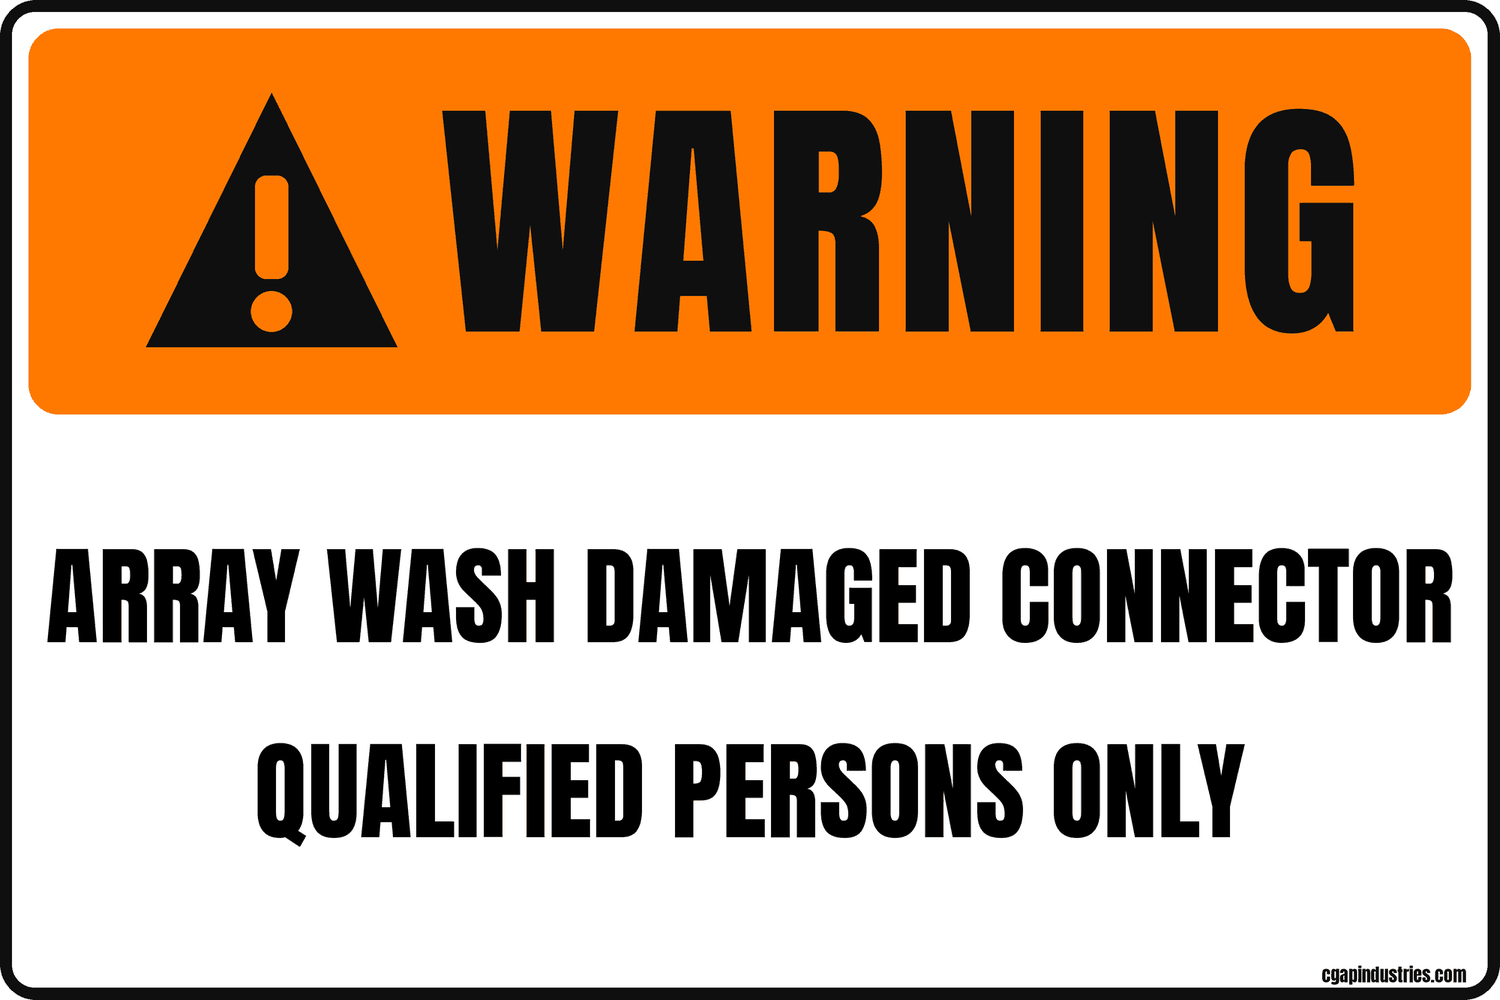 WARNING
ARRAY WASH DAMAGED CONNECTOR
QUALIFIED PERSONS ONLY
cgapindustries.com